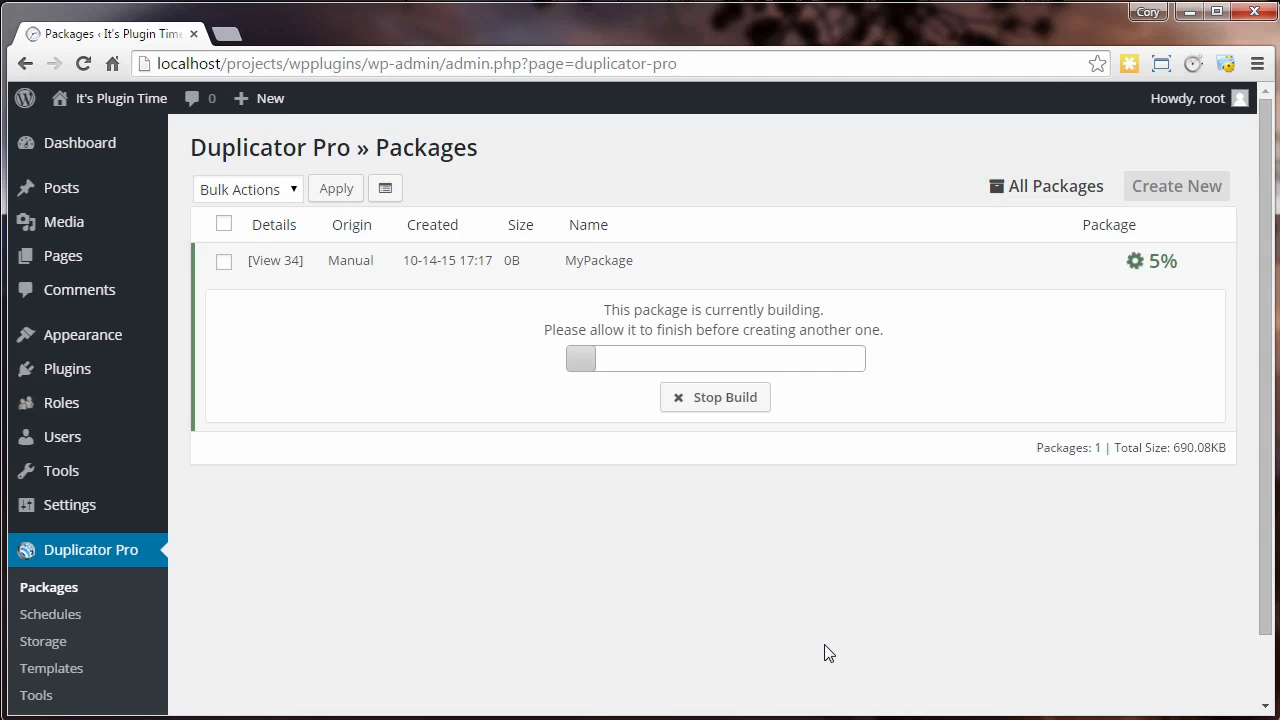 Cory
Packages ‹ It's Plugin Time
localhost/projects/wpplugins/wp-admin/admin.php?page=duplicator-pro
It's Plugin Time 0 New Howdy, root
Dashboard
Posts
Media
Pages
Comments
Appearance
Plugins
Roles
Users
Tools
Settings
Duplicator Pro
Packages
Schedules
Storage
Templates
Tools
Duplicator Pro » Packages
Bulk Actions Apply All Packages Create New
Details Origin Created Size Name Package
[View 34] Manual 10-14-15 17:17 0B MyPackage 5%
This package is currently building.
Please allow it to finish before creating another one.
Stop Build
Packages: 1 | Total Size: 690.08KB